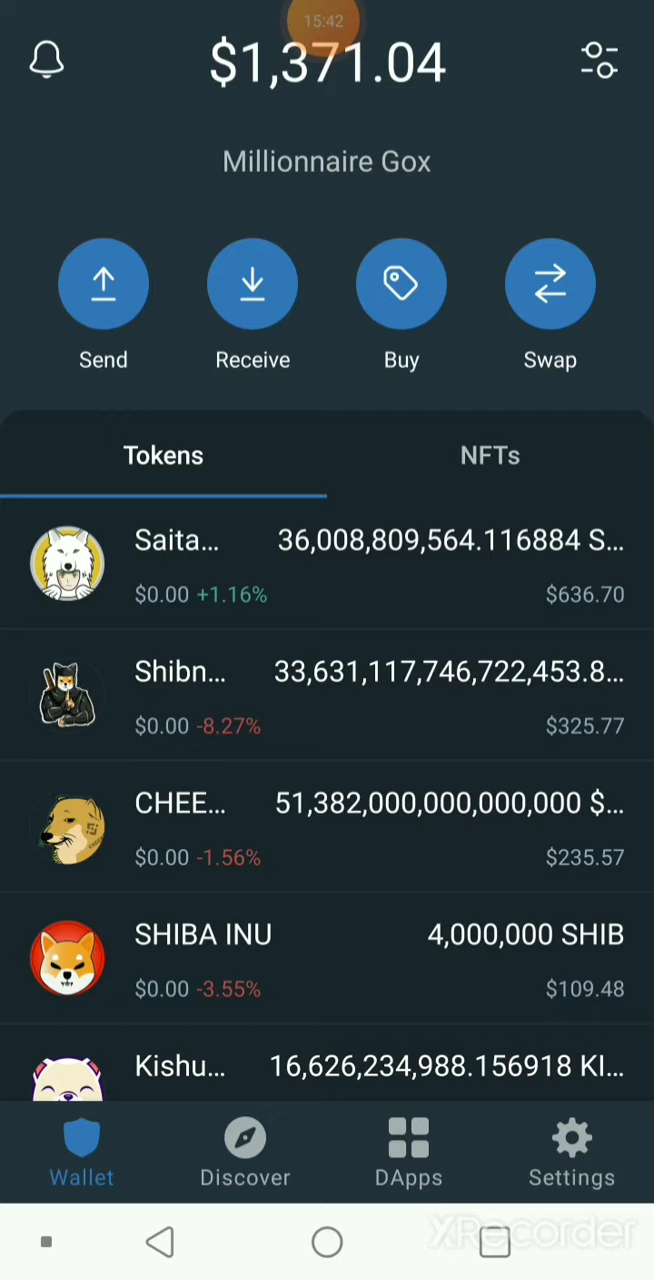 15:42
$1,371.04
Millionnaire Gox
Send Receive Buy Swap
Tokens NFTs
Saita... 36,008,809,564.116884 S...
$0.00 +1.16% $636.70
Shibn... 33,631,117,746,722,453.8...
$0.00 -8.27% $325.77
CHEE... 51,382,000,000,000,000 $...
$0.00 -1.56% $235.57
SHIBA INU 4,000,000 SHIB
$0.00 -3.55% $109.48
Kishu... 16,626,234,988.156918 KI...
Wallet Discover DApps Settings
XRecorder